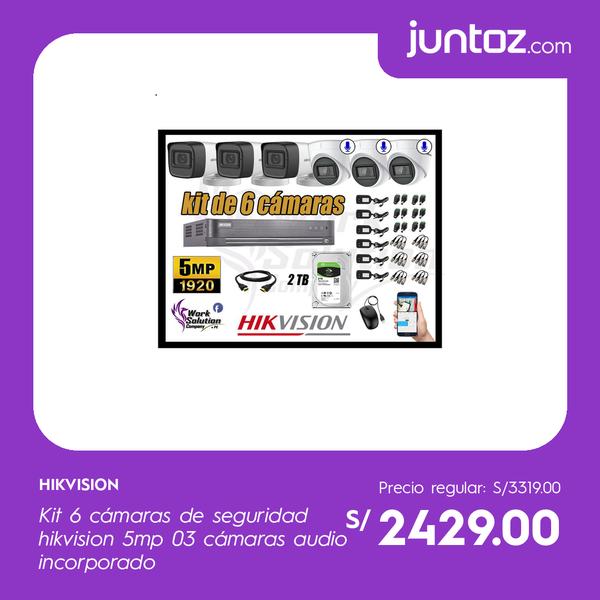 juntoz.com
kit de 6 cámaras
5MP
1920
2 TB
Work
Solution
Company
HIKVISION
HIKVISION
Kit 6 cámaras de seguridad
hikvision 5mp 03 cámaras audio
incorporado
Precio regular: S/3319.00
S/ 2429.00